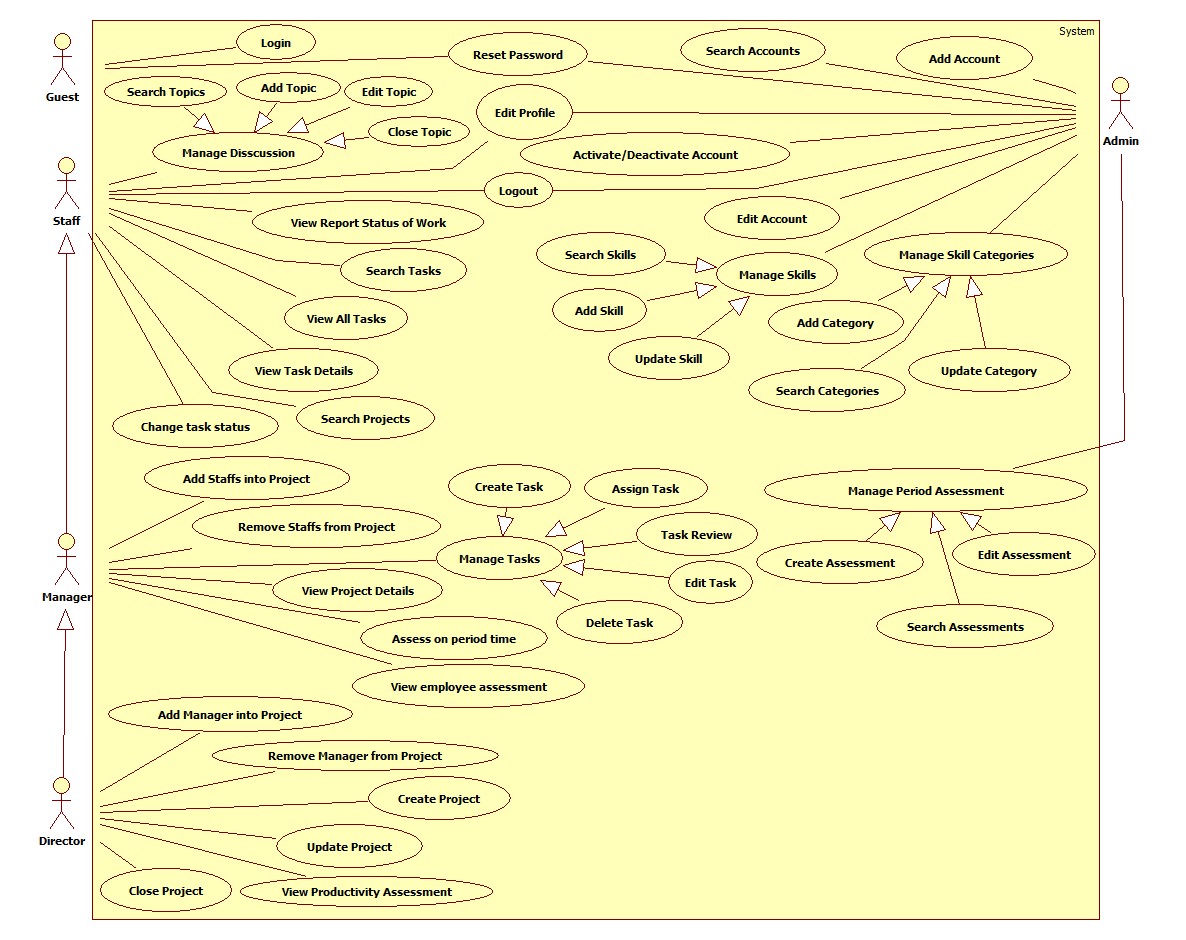 System
Login
Reset Password
Search Accounts
Add Account
Guest
Search Topics
Add Topic
Edit Topic
Edit Profile
Close Topic
Admin
Manage Disscussion
Activate/Deactivate Account
Logout
Staff
View Report Status of Work
Edit Account
Search Skills
Manage Skill Categories
Search Tasks
Manage Skills
Add Skill
View All Tasks
Add Category
Update Skill
View Task Details
Update Category
Search Categories
Search Projects
Change task status
Add Staffs into Project
Create Task
Assign Task
Manage Period Assessment
Remove Staffs from Project
Task Review
Manage Tasks
Create Assessment
Edit Assessment
Manager
View Project Details
Edit Task
Delete Task
Search Assessments
Assess on period time
View employee assessment
Add Manager into Project
Remove Manager from Project
Create Project
Director
Update Project
Close Project
View Productivity Assessment